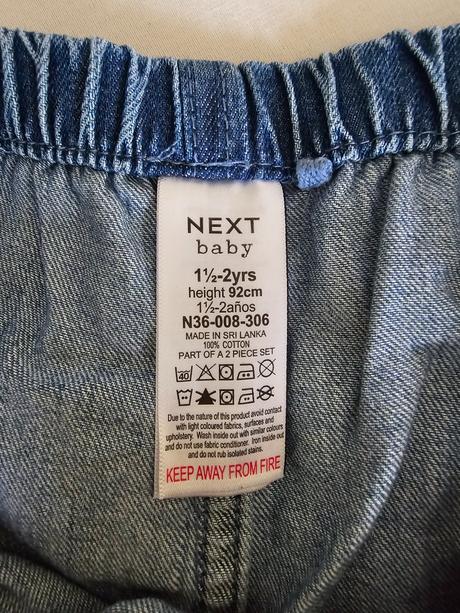 NEXT
baby
1½-2yrs
height 92cm
1½-2años
N36-008-306
MADE IN SRI LANKA
100% COTTON
PART OF A 2 PIECE SET
40
Due to the nature of this product avoid contact
with light coloured fabrics, surfaces and
upholstery. Wash inside out with similar colours
and do not use fabric conditioner. Iron inside out
and do not rub isolated stains.
KEEP AWAY FROM FIRE